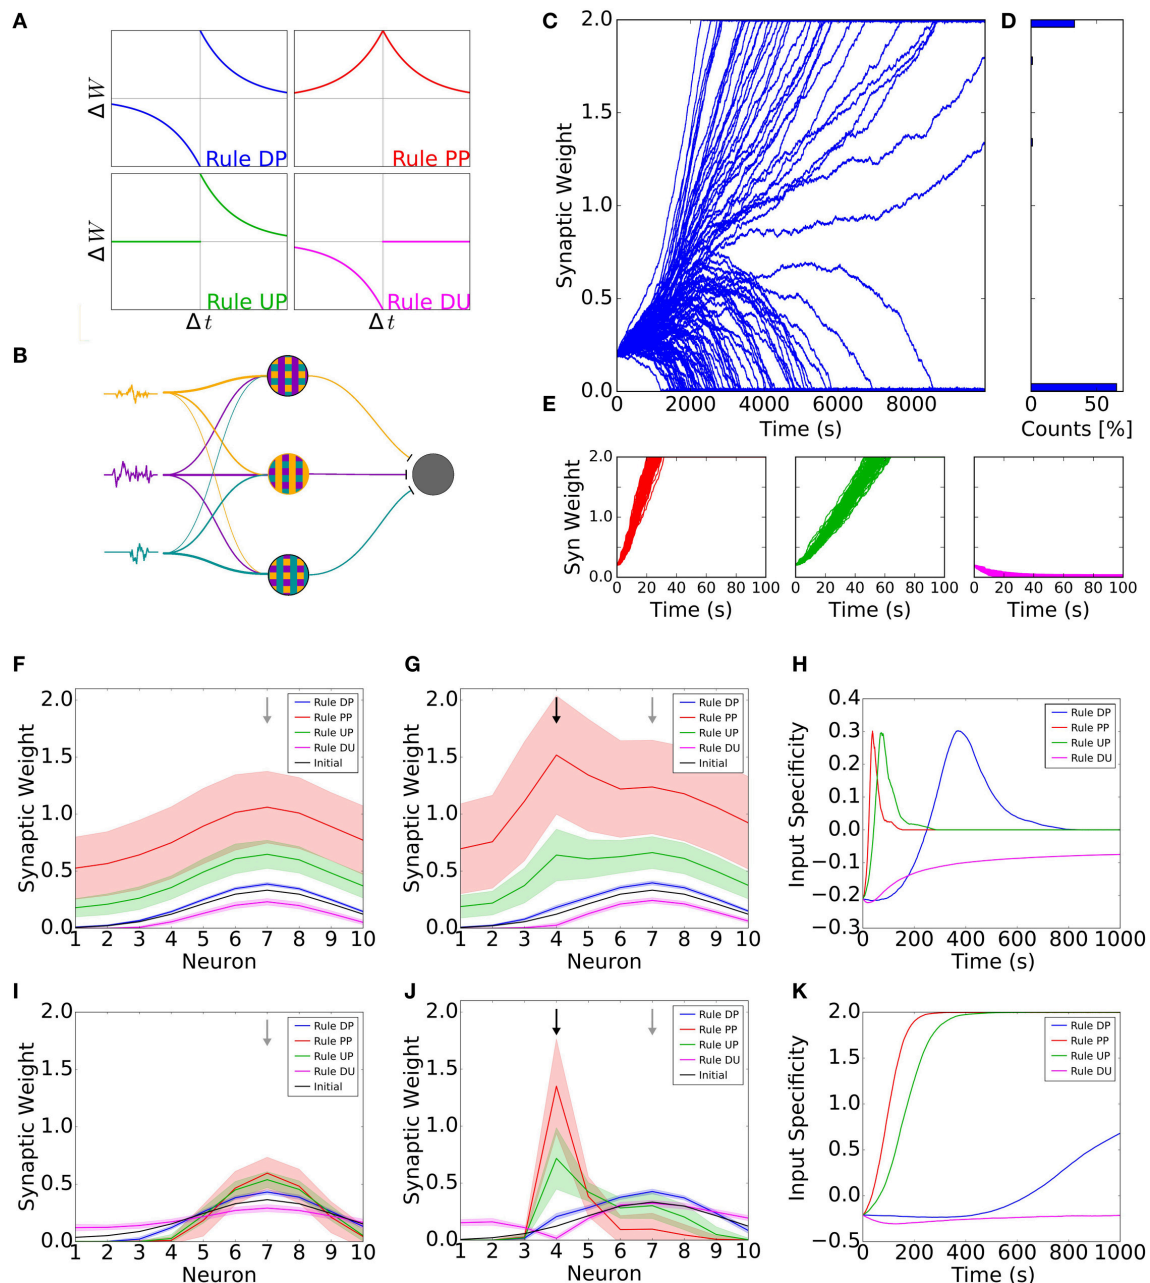 A
ΔW
Rule DP
Rule PP
ΔW
Rule UP
Rule DU
Δt
Δt
B
C
2.0
1.5
1.0
0.5
0.0
Synaptic Weight
0 2000 4000 6000 8000
Time (s)
D
0 50
Counts [%]
E
Syn Weight
2.0
1.0
0.0
0 20 40 60 80 100
Time (s)
0 20 40 60 80 100
Time (s)
0 20 40 60 80 100
Time (s)
F
Synaptic Weight
2.0
1.5
1.0
0.5
0.0
Rule DP
Rule PP
Rule UP
Rule DU
Initial
1 2 3 4 5 6 7 8 9 10
Neuron
G
Synaptic Weight
2.0
1.5
1.0
0.5
0.0
Rule DP
Rule PP
Rule UP
Rule DU
Initial
1 2 3 4 5 6 7 8 9 10
Neuron
H
Input Specificity
0.4
0.3
0.2
0.1
0.0
−0.1
−0.2
−0.3
Rule DP
Rule PP
Rule UP
Rule DU
0 200 400 600 800 1000
Time (s)
I
Synaptic Weight
2.0
1.5
1.0
0.5
0.0
Rule DP
Rule PP
Rule UP
Rule DU
Initial
1 2 3 4 5 6 7 8 9 10
Neuron
J
Synaptic Weight
2.0
1.5
1.0
0.5
0.0
Rule DP
Rule PP
Rule UP
Rule DU
Initial
1 2 3 4 5 6 7 8 9 10
Neuron
K
Input Specificity
2.0
1.5
1.0
0.5
0.0
−0.5
Rule DP
Rule PP
Rule UP
Rule DU
0 200 400 600 800 1000
Time (s)